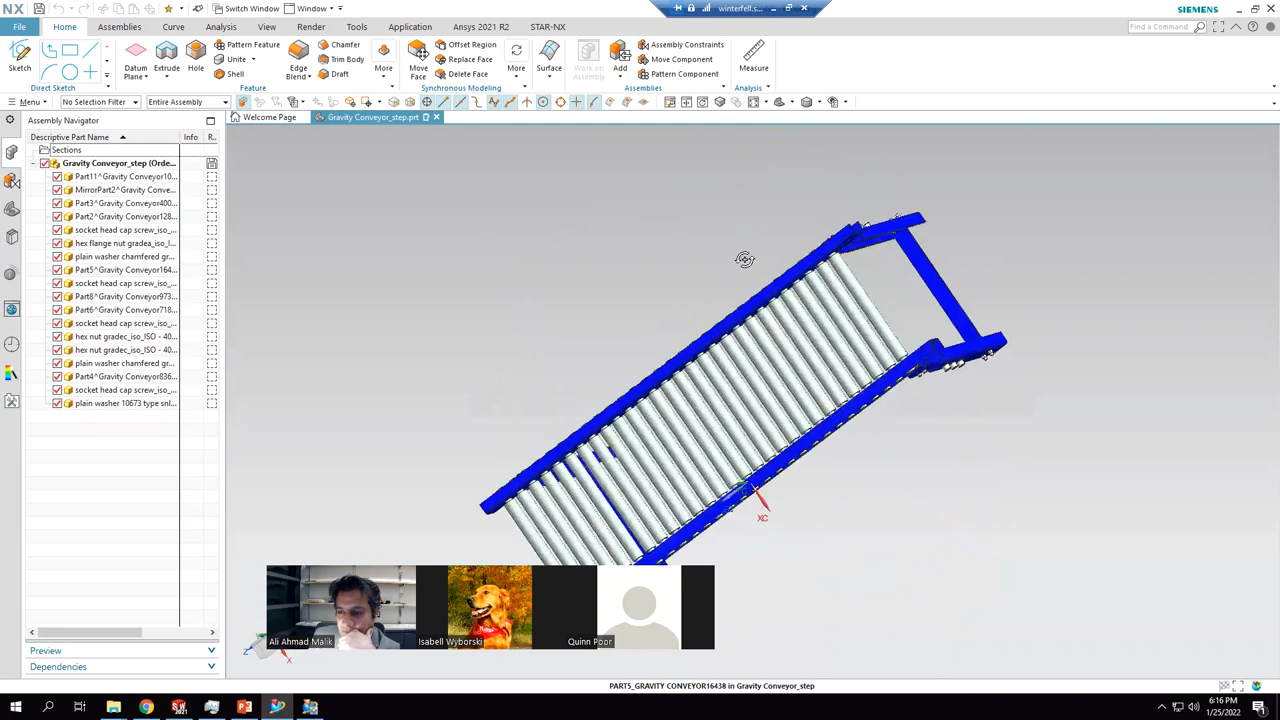 NX
Switch Window
Window
winterfell.s...
SIEMENS
File
Home
Assemblies
Curve
Analysis
View
Render
Tools
Application
Ansys 2021 R2
STAR-NX
Find a Command
Sketch
Direct Sketch
Datum Plane
Extrude
Hole
Pattern Feature
Unite
Shell
Edge Blend
Chamfer
Trim Body
Draft
More
Feature
Move Face
Offset Region
Replace Face
Delete Face
More
Synchronous Modeling
Surface
Work on Assembly
Add
Assembly Constraints
Move Component
Pattern Component
Assemblies
Measure
Analysis
Menu
No Selection Filter
Entire Assembly
Assembly Navigator
Welcome Page
Gravity Conveyor_step.prt
Descriptive Part Name
Info
R..
Sections
Gravity Conveyor_step (Orde...
Part11^Gravity Conveyor10...
MirrorPart2^Gravity Conve...
Part3^Gravity Conveyor400...
Part2^Gravity Conveyor128...
socket head cap screw_iso_...
hex flange nut gradea_iso_I...
plain washer chamfered gr...
Part5^Gravity Conveyor164...
socket head cap screw_iso_...
Part8^Gravity Conveyor973...
Part6^Gravity Conveyor718...
socket head cap screw_iso_...
hex nut gradec_iso_ISO - 40...
hex nut gradec_iso_ISO - 40...
plain washer chamfered gr...
Part4^Gravity Conveyor836...
socket head cap screw_iso_...
plain washer 10673 type snl...
XC
Ali Ahmad Malik
Isabell Wyborski
Quinn Poor
Z
X
Preview
Dependencies
PART5_GRAVITY CONVEYOR16438 in Gravity Conveyor_step
6:16 PM
1/25/2022